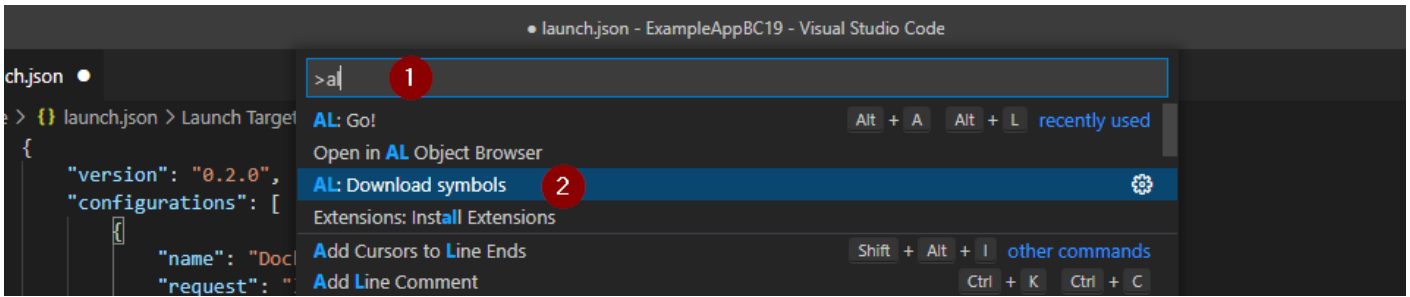 ● launch.json - ExampleAppBC19 - Visual Studio Code
ch.json ●
>al 1
> {} launch.json > Launch Target
AL: Go! Alt + A Alt + L recently used
{
Open in AL Object Browser
"version": "0.2.0",
AL: Download symbols 2
"configurations": [
Extensions: Install Extensions
{
Add Cursors to Line Ends Shift + Alt + I other commands
"name": "Doc
Add Line Comment Ctrl + K Ctrl + C
"request": "